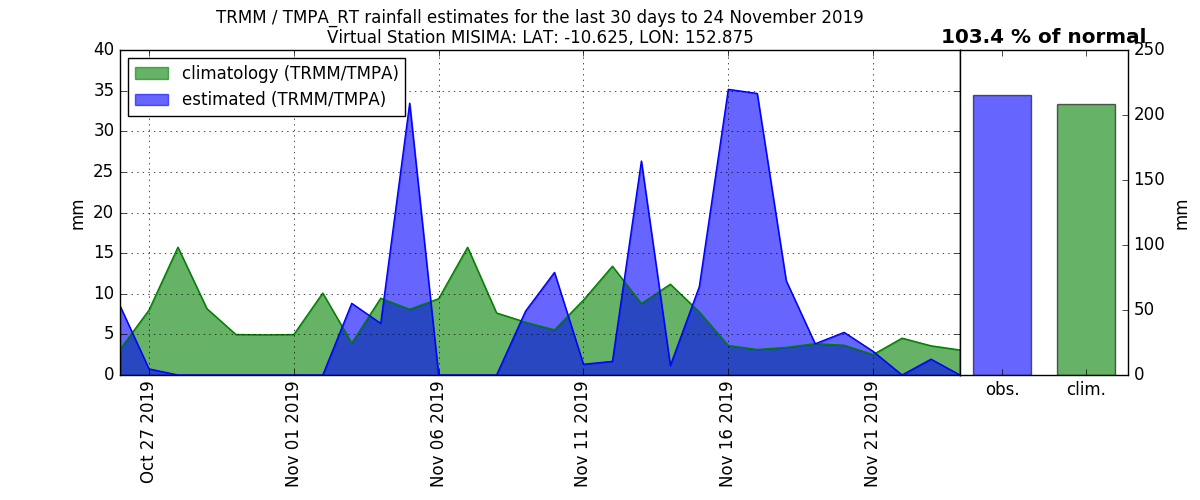 TRMM / TMPA_RT rainfall estimates for the last 30 days to 24 November 2019
Virtual Station MISIMA: LAT: -10.625, LON: 152.875
103.4 % of normal
climatology (TRMM/TMPA)
estimated (TRMM/TMPA)
mm
40
35
30
25
20
15
10
5
0
Oct 27 2019
Nov 01 2019
Nov 06 2019
Nov 11 2019
Nov 16 2019
Nov 21 2019
obs.
clim.
250
200
150
100
50
0
mm